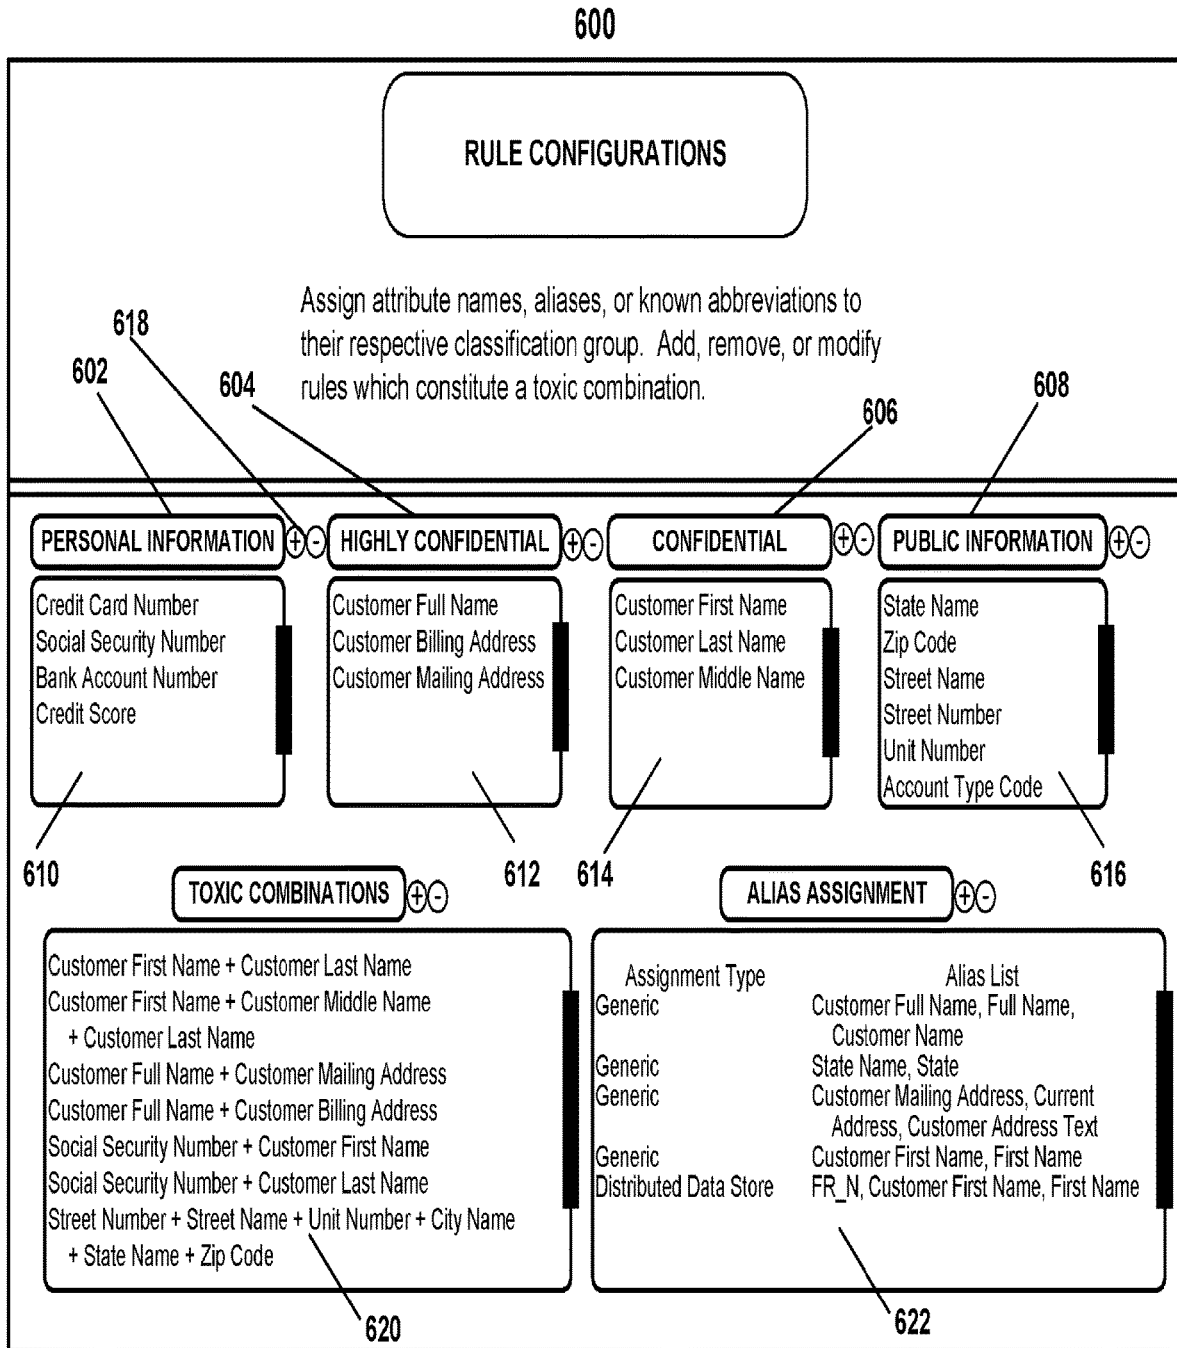 600
RULE CONFIGURATIONS
Assign attribute names, aliases, or known abbreviations to
their respective classification group. Add, remove, or modify
rules which constitute a toxic combination.
618
602
604
606
608
PERSONAL INFORMATION + -
HIGHLY CONFIDENTIAL + -
CONFIDENTIAL + -
PUBLIC INFORMATION + -
Credit Card Number
Social Security Number
Bank Account Number
Credit Score
Customer Full Name
Customer Billing Address
Customer Mailing Address
Customer First Name
Customer Last Name
Customer Middle Name
State Name
Zip Code
Street Name
Street Number
Unit Number
Account Type Code
610
612
614
616
TOXIC COMBINATIONS + -
Customer First Name + Customer Last Name
Customer First Name + Customer Middle Name
+ Customer Last Name
Customer Full Name + Customer Mailing Address
Customer Full Name + Customer Billing Address
Social Security Number + Customer First Name
Social Security Number + Customer Last Name
Street Number + Street Name + Unit Number + City Name
+ State Name + Zip Code
620
ALIAS ASSIGNMENT + -
Assignment Type Alias List
Generic Customer Full Name, Full Name,
Customer Name
Generic State Name, State
Generic Customer Mailing Address, Current
Address, Customer Address Text
Generic Customer First Name, First Name
Distributed Data Store FR_N, Customer First Name, First Name
622